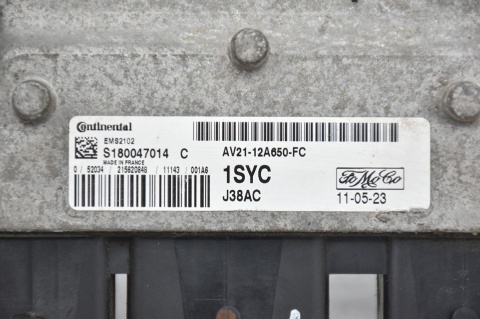 Continental
EMS2102
S180047014 C
MADE IN FRANCE
0 / 52034 / 215620848 / 11143 / 001A6
AV21-12A650-FC
1SYC
J38AC
FoMoCo
11-05-23